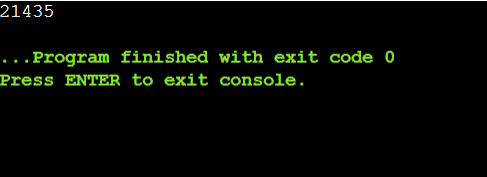 21435
...Program finished with exit code 0
Press ENTER to exit console.